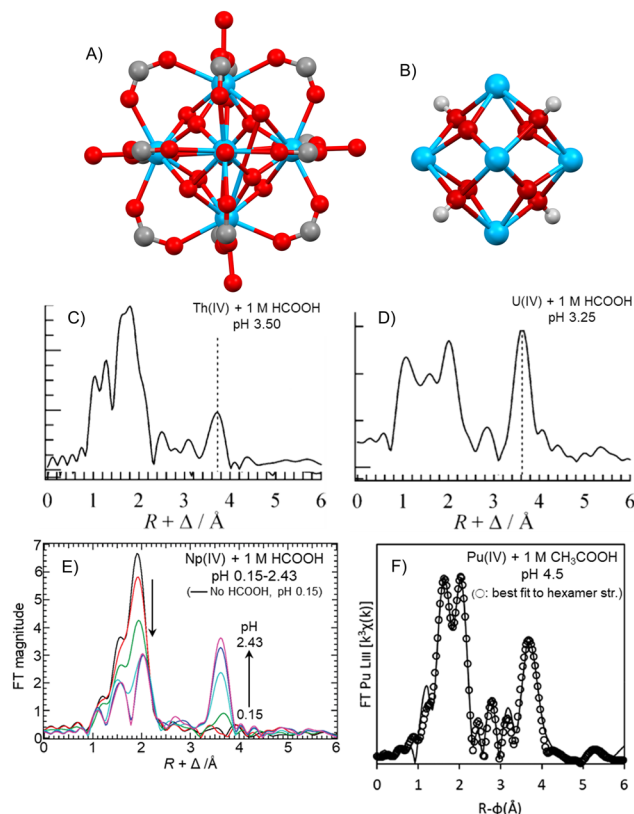 A)
B)
C)
Th(IV) + 1 M HCOOH
pH 3.50
0 1 2 3 4 5 6
R + Δ / Å
D)
U(IV) + 1 M HCOOH
pH 3.25
0 1 2 3 4 5 6
R + Δ / Å
E)
Np(IV) + 1 M HCOOH
pH 0.15-2.43
(— No HCOOH, pH 0.15)
pH
2.43
0.15
7
6
5
4
3
2
1
0
FT magnitude
0 1 2 3 4 5 6
R + Δ /Å
F)
Pu(IV) + 1 M CH₃COOH
pH 4.5
(○: best fit to hexamer str.)
FT Pu LIII [k³χ(k)]
0 1 2 3 4 5 6
R-ϕ(Å)